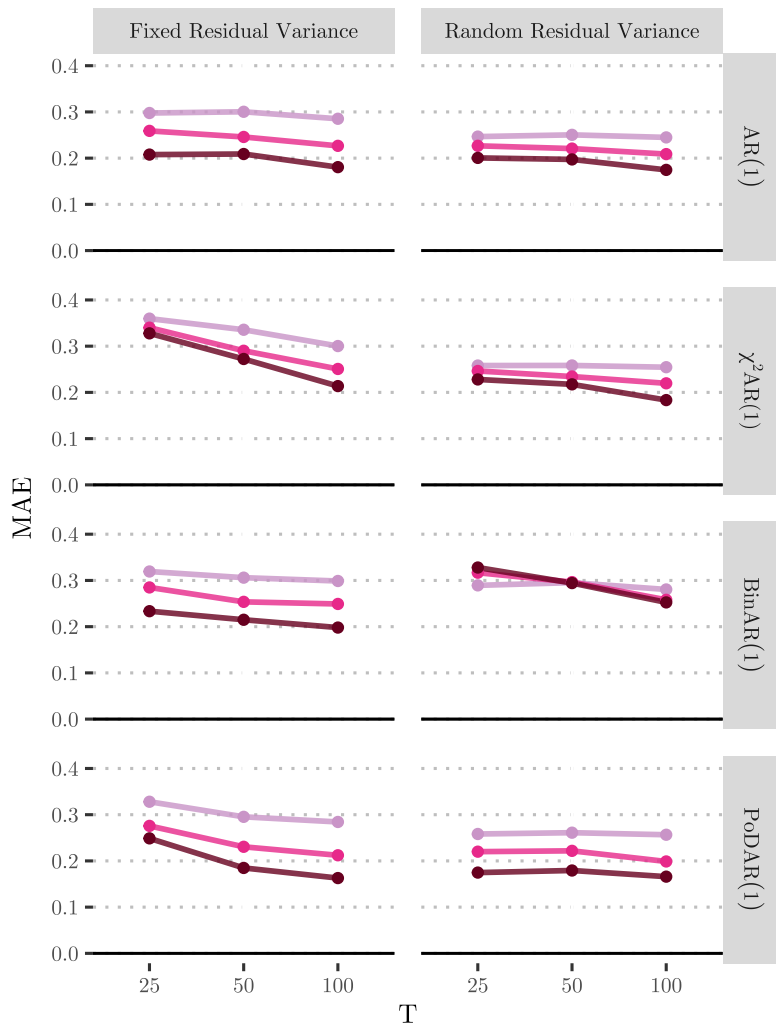 Fixed Residual Variance
Random Residual Variance
0.4
0.3
0.2
0.1
0.0
AR(1)
0.4
0.3
0.2
0.1
0.0
χ²AR(1)
0.4
0.3
0.2
0.1
0.0
BinAR(1)
0.4
0.3
0.2
0.1
0.0
PoDAR(1)
MAE
25 50 100
25 50 100
T